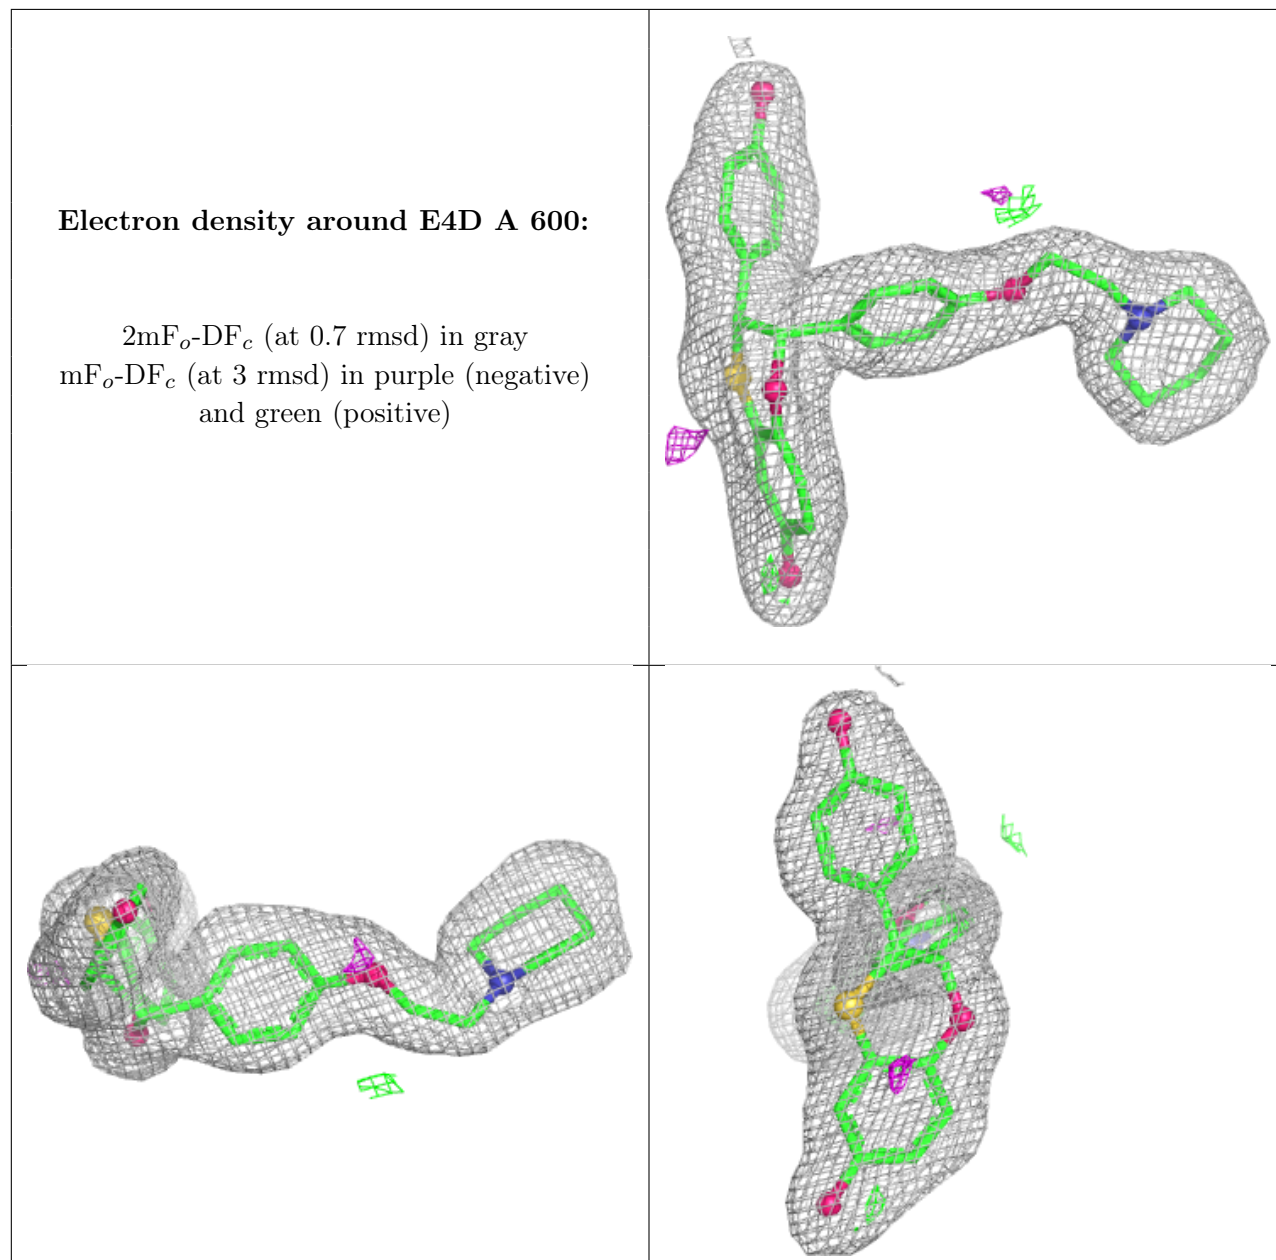 Electron density around E4D A 600:
2mFₒ-DF𝒸 (at 0.7 rmsd) in gray
mFₒ-DF𝒸 (at 3 rmsd) in purple (negative)
and green (positive)